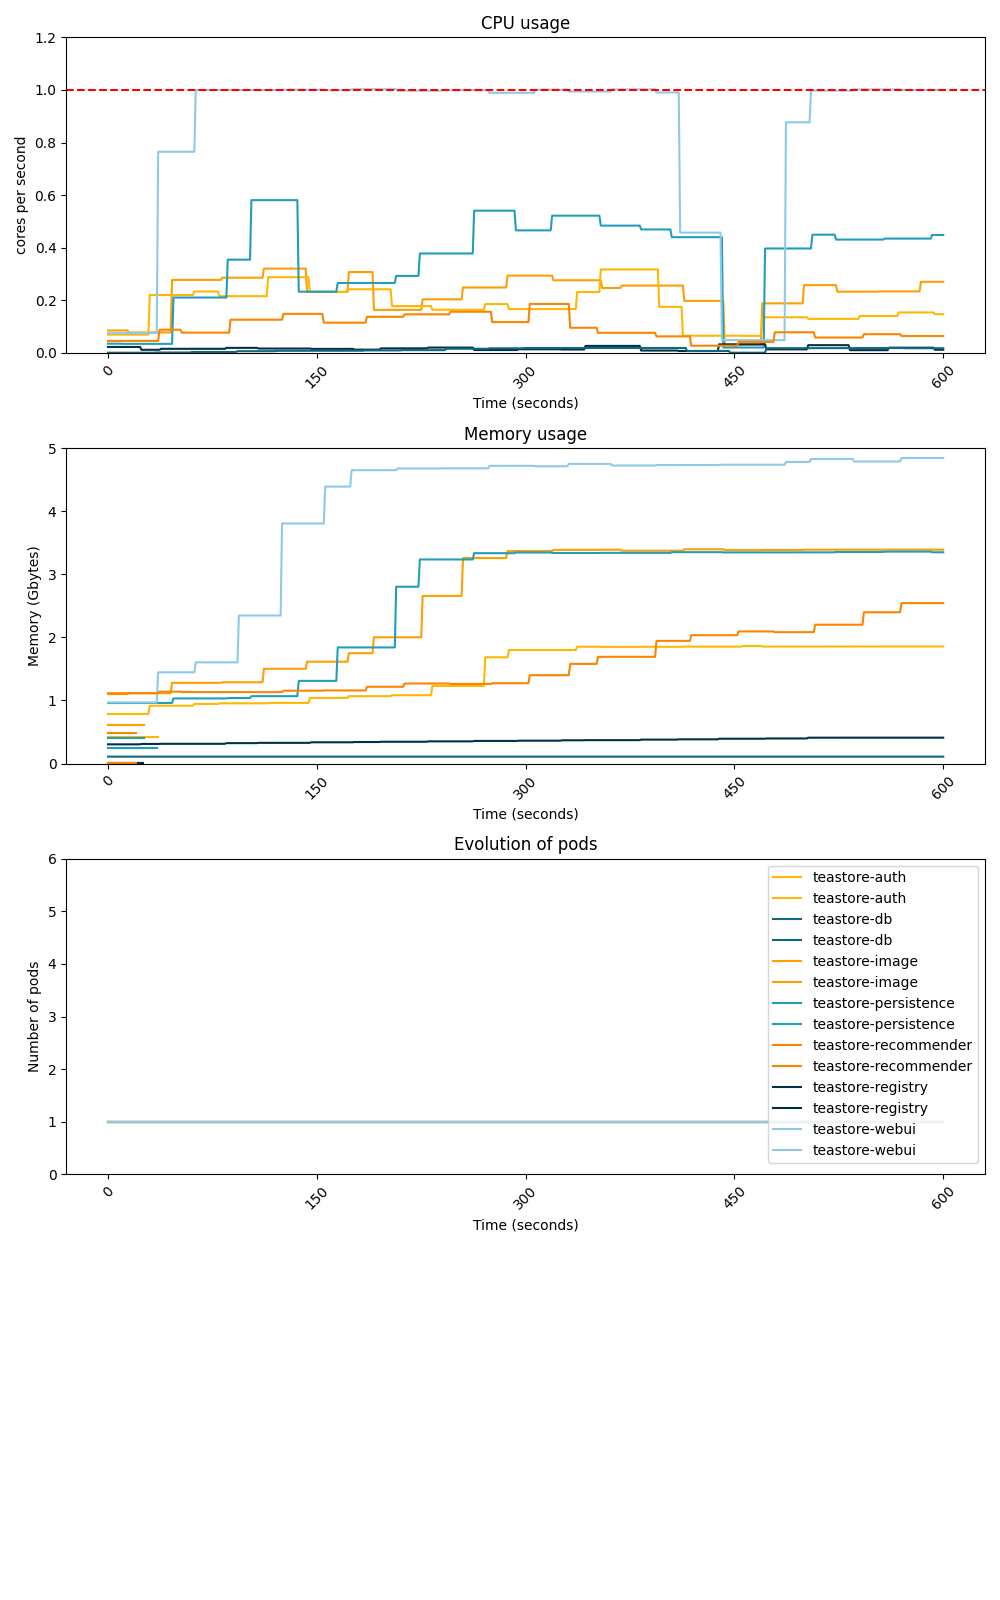 CPU usage
1.2
1.0
0.8
0.6
0.4
0.2
0.0
cores per second
0 150 300 450 600
Time (seconds)
Memory usage
5
4
3
2
1
0
Memory (Gbytes)
0 150 300 450 600
Time (seconds)
Evolution of pods
6
5
4
3
2
1
0
Number of pods
teastore-auth
teastore-auth
teastore-db
teastore-db
teastore-image
teastore-image
teastore-persistence
teastore-persistence
teastore-recommender
teastore-recommender
teastore-registry
teastore-registry
teastore-webui
teastore-webui
0 150 300 450 600
Time (seconds)